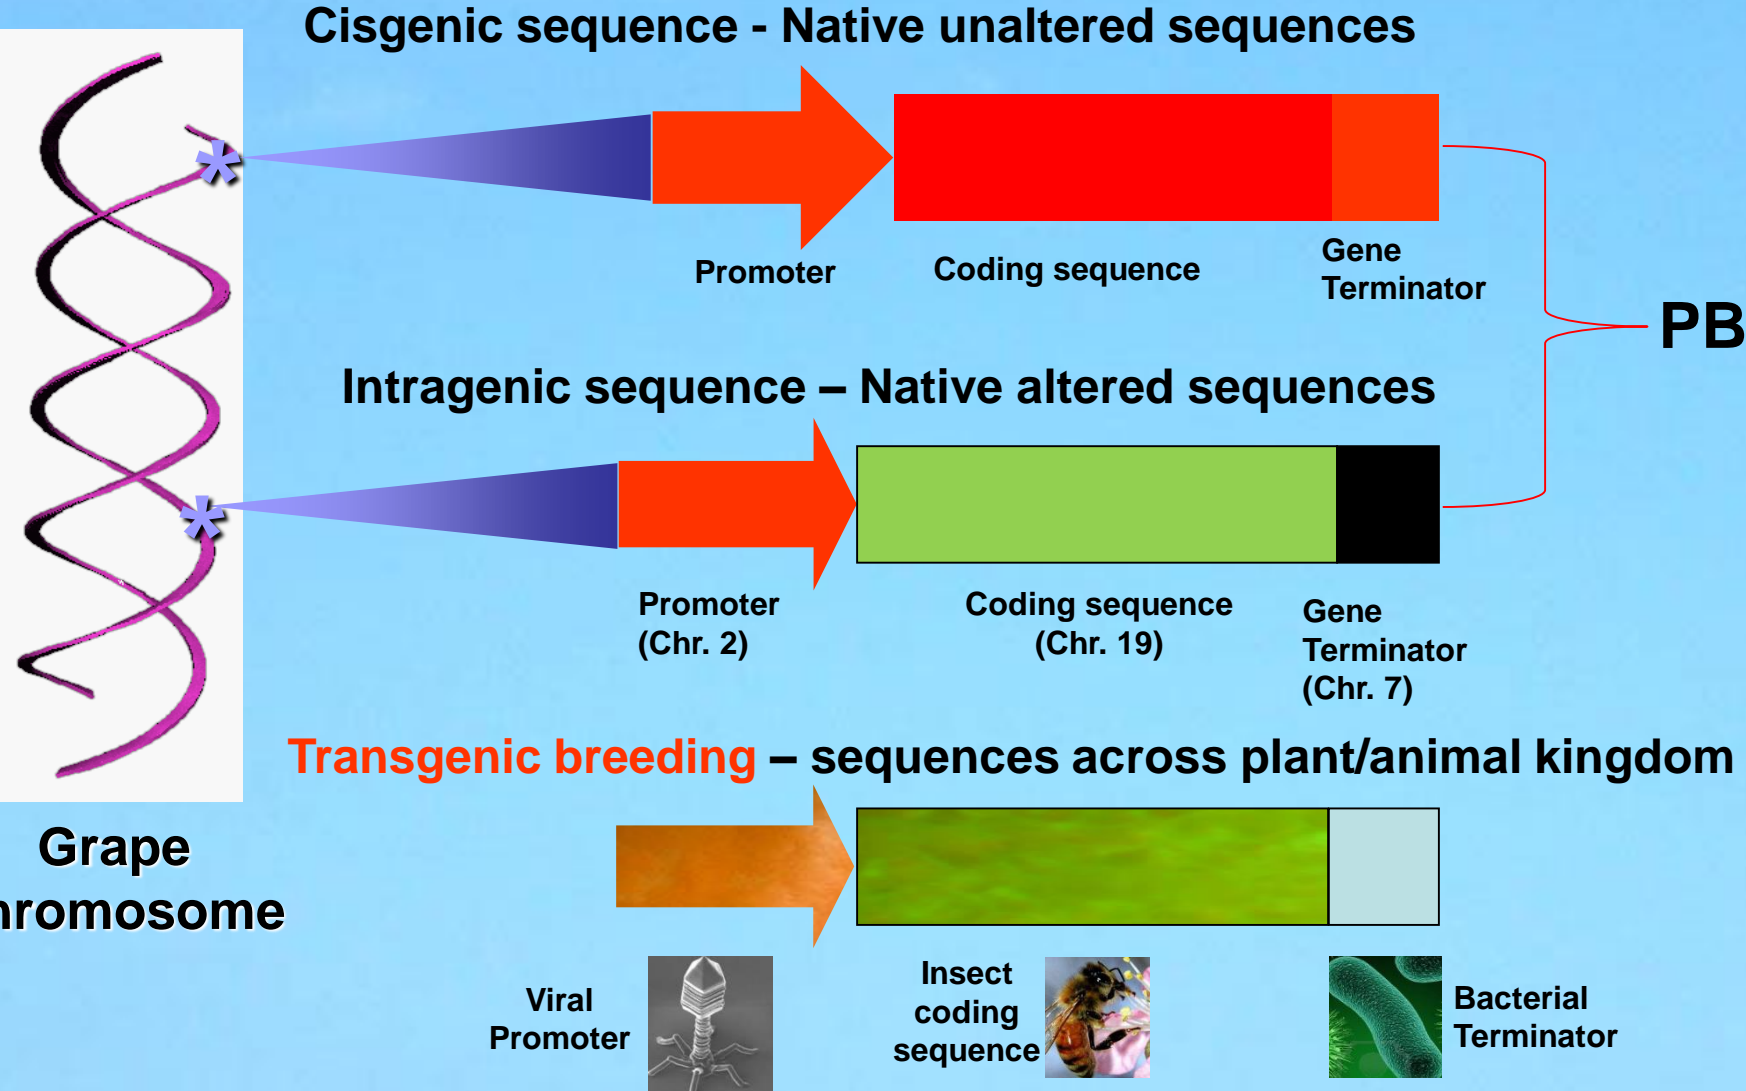 Cisgenic sequence - Native unaltered sequences
Promoter
Coding sequence
Gene
Terminator
PB
Intragenic sequence – Native altered sequences
Promoter
(Chr. 2)
Coding sequence
(Chr. 19)
Gene
Terminator
(Chr. 7)
Transgenic breeding – sequences across plant/animal kingdom
Grape
hromosome
Viral
Promoter
Insect
coding
sequence
Bacterial
Terminator